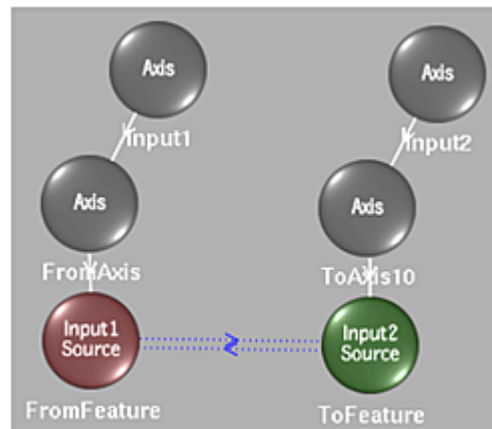 Axis
Axis
Input1
Input2
Axis
Axis
FromAxis
ToAxis10
Input1
Source
Input2
Source
FromFeature
ToFeature